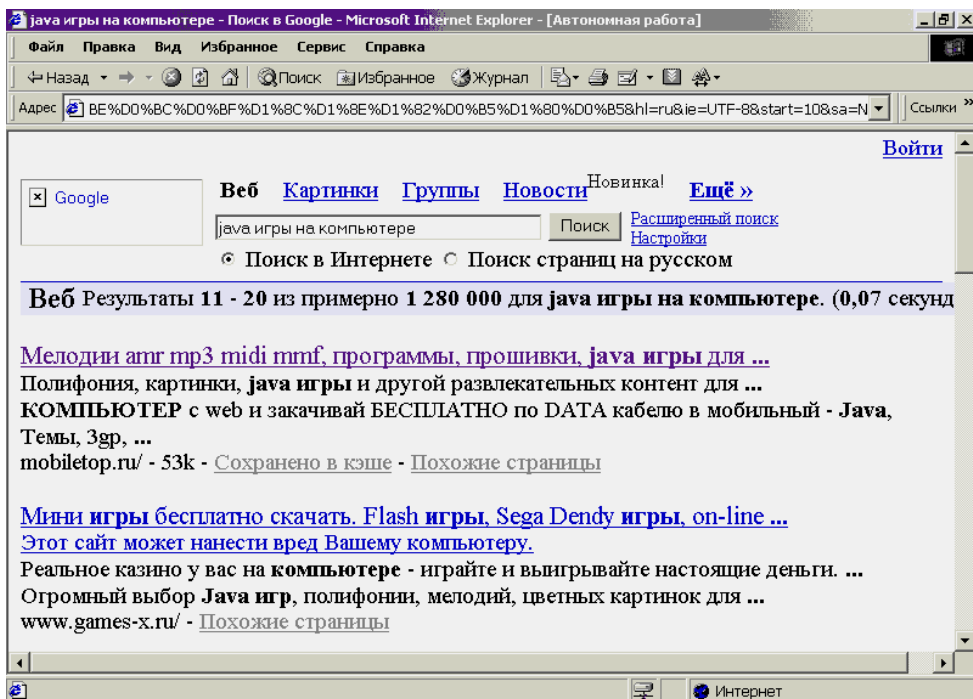 java игры на компьютере - Поиск в Google - Microsoft Internet Explorer - [Автономная работа]
Файл Правка Вид Избранное Сервис Справка
Назад Поиск Избранное Журнал
Адрес BE%D0%BC%D0%BF%D1%8C%D1%8E%D1%82%D0%B5%D1%80%D0%B5&hl=ru&ie=UTF-8&start=10&sa=N Ссылки »
Войти
Google
Веб Картинки Группы Новости Новинка! Ещё »
java игры на компьютере Поиск Расширенный поиск
Настройки
Поиск в Интернете Поиск страниц на русском
Веб Результаты 11 - 20 из примерно 1 280 000 для java игры на компьютере. (0,07 секунд
Мелодии amr mp3 midi mmf, программы, прошивки, java игры для ...
Полифония, картинки, java игры и другой развлекательных контент для ...
КОМПЬЮТЕР с web и закачивай БЕСПЛАТНО по DATA кабелю в мобильный - Java,
Темы, 3gp, ...
mobiletop.ru/ - 53k - Сохранено в кэше - Похожие страницы
Мини игры бесплатно скачать. Flash игры, Sega Dendy игры, on-line ...
Этот сайт может нанести вред Вашему компьютеру.
Реальное казино у вас на компьютере - играйте и выигрывайте настоящие деньги. ...
Огромный выбор Java игр, полифонии, мелодий, цветных картинок для ...
www.games-x.ru/ - Похожие страницы
Интернет